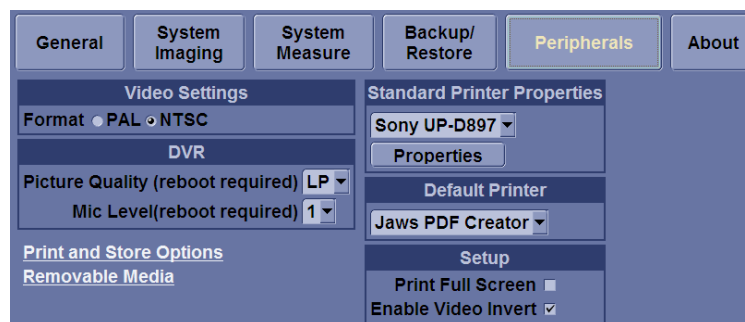 General
System
Imaging
System
Measure
Backup/
Restore
Peripherals
About
Video Settings
Format PAL NTSC
DVR
Picture Quality (reboot required) LP
Mic Level(reboot required) 1
Print and Store Options
Removable Media
Standard Printer Properties
Sony UP-D897
Properties
Default Printer
Jaws PDF Creator
Setup
Print Full Screen
Enable Video Invert